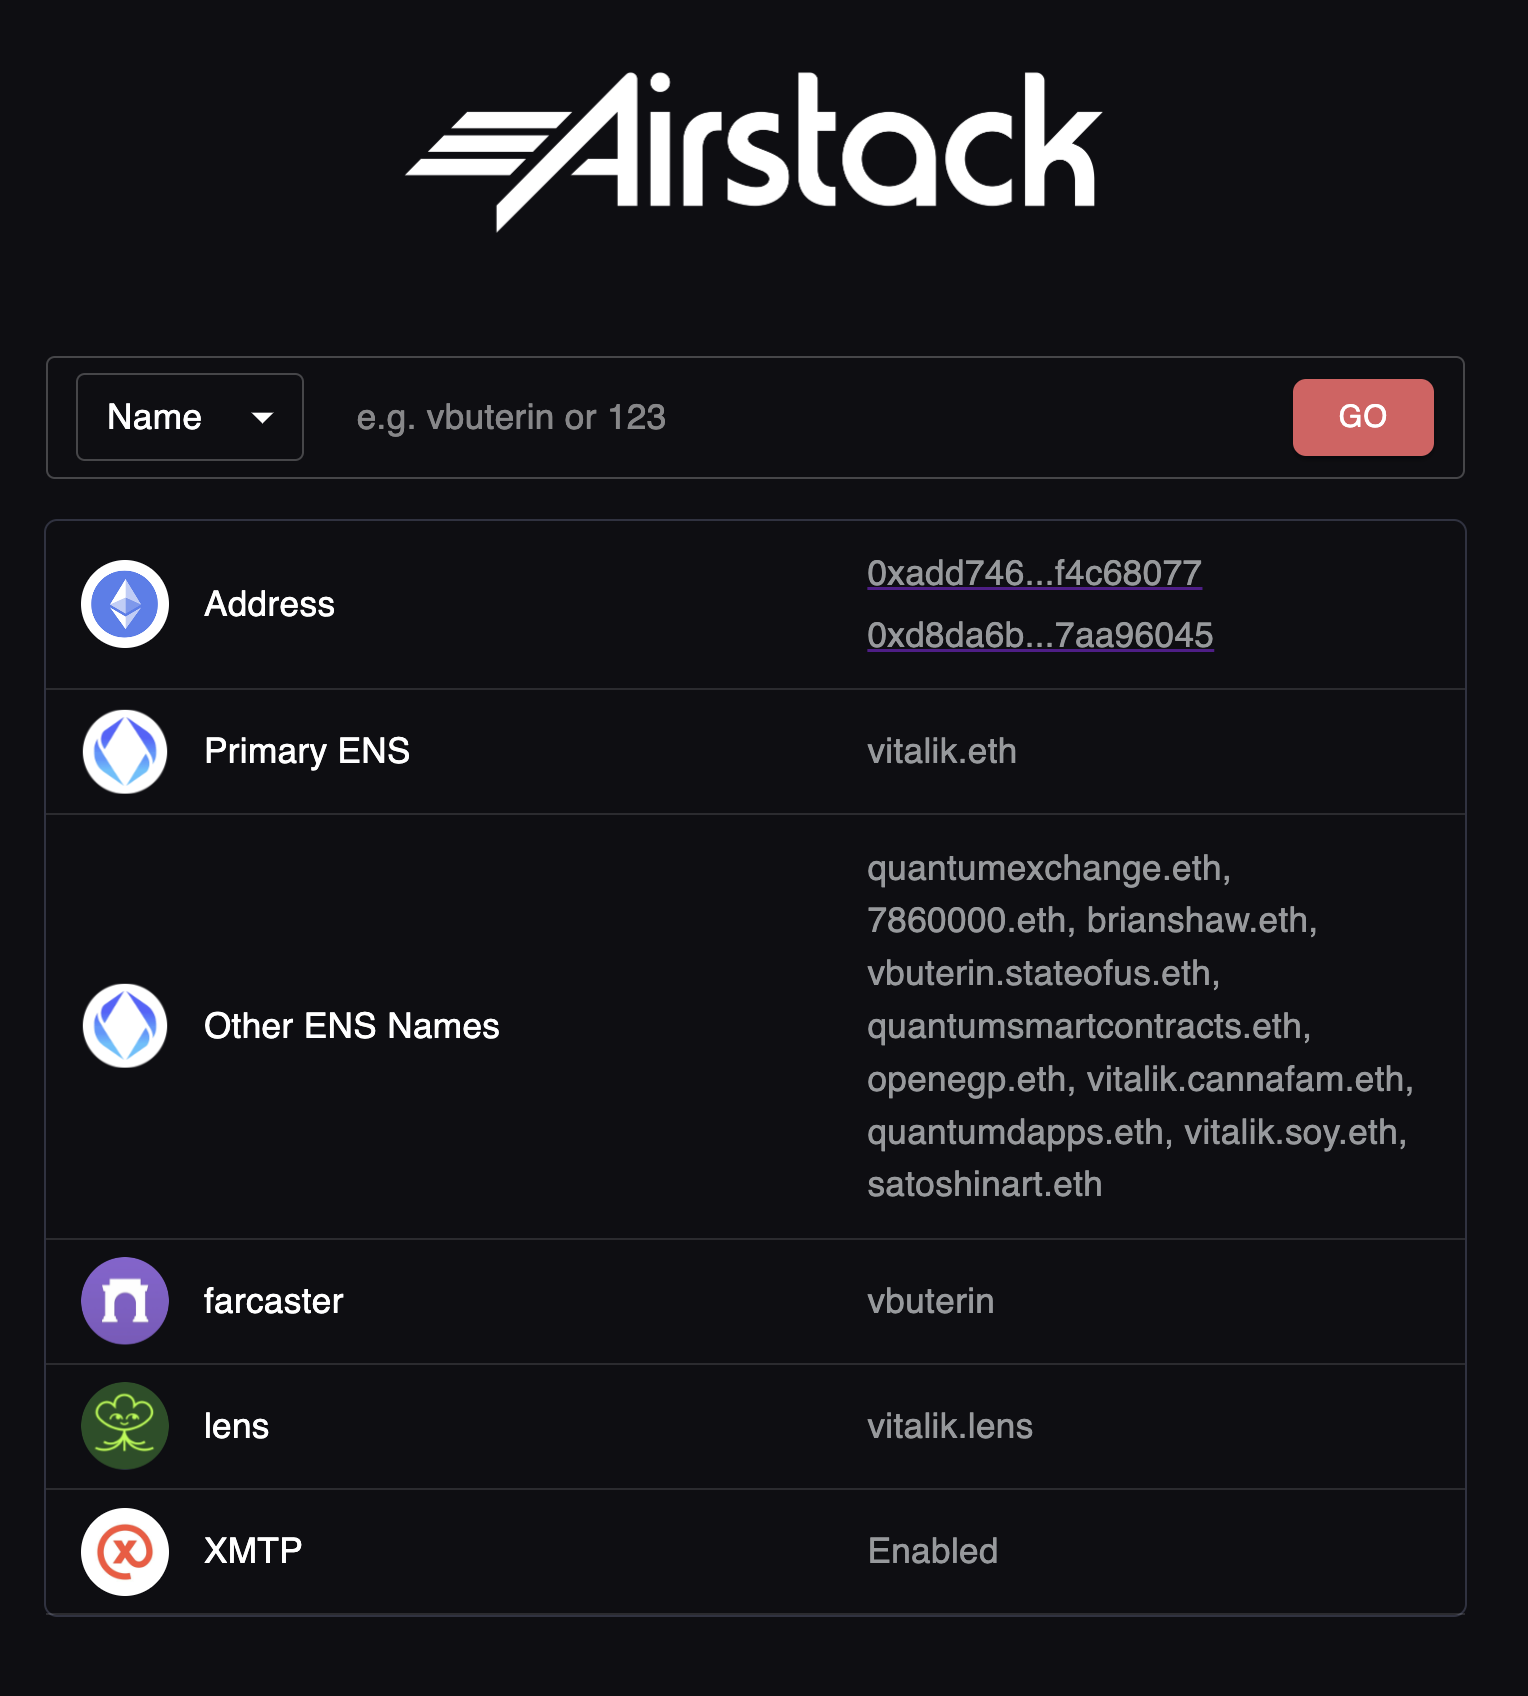 Airstack
Name
e.g. vbuterin or 123
GO
Address
0xadd746...f4c68077
0xd8da6b...7aa96045
Primary ENS
vitalik.eth
Other ENS Names
quantumexchange.eth,
7860000.eth, brianshaw.eth,
vbuterin.stateofus.eth,
quantumsmartcontracts.eth,
openegp.eth, vitalik.cannafam.eth,
quantumdapps.eth, vitalik.soy.eth,
satoshinart.eth
farcaster
vbuterin
lens
vitalik.lens
XMTP
Enabled